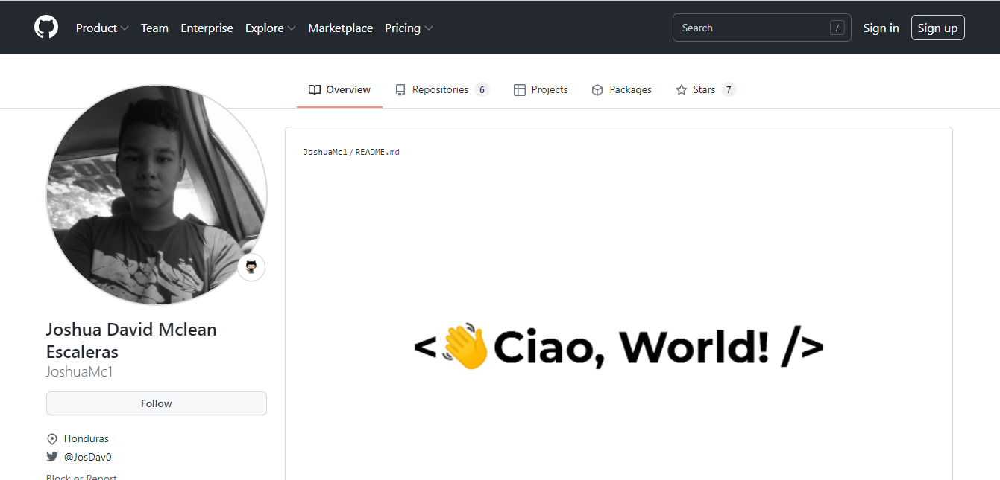 Product Team Enterprise Explore Marketplace Pricing Search / Sign in Sign up
Overview Repositories 6 Projects Packages Stars 7
JoshuaMc1 / README.md
<👋Ciao, World! />
Joshua David Mclean
Escaleras
JoshuaMc1
Follow
Honduras
@JosDav0
Block or Report